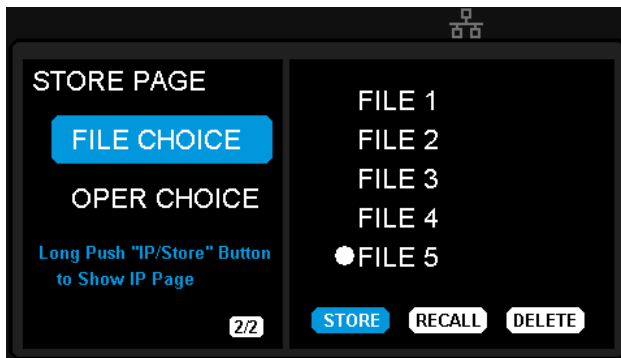 STORE PAGE
FILE CHOICE
OPER CHOICE
Long Push "IP/Store" Button
to Show IP Page
2/2
FILE 1
FILE 2
FILE 3
FILE 4
FILE 5
STORE RECALL DELETE